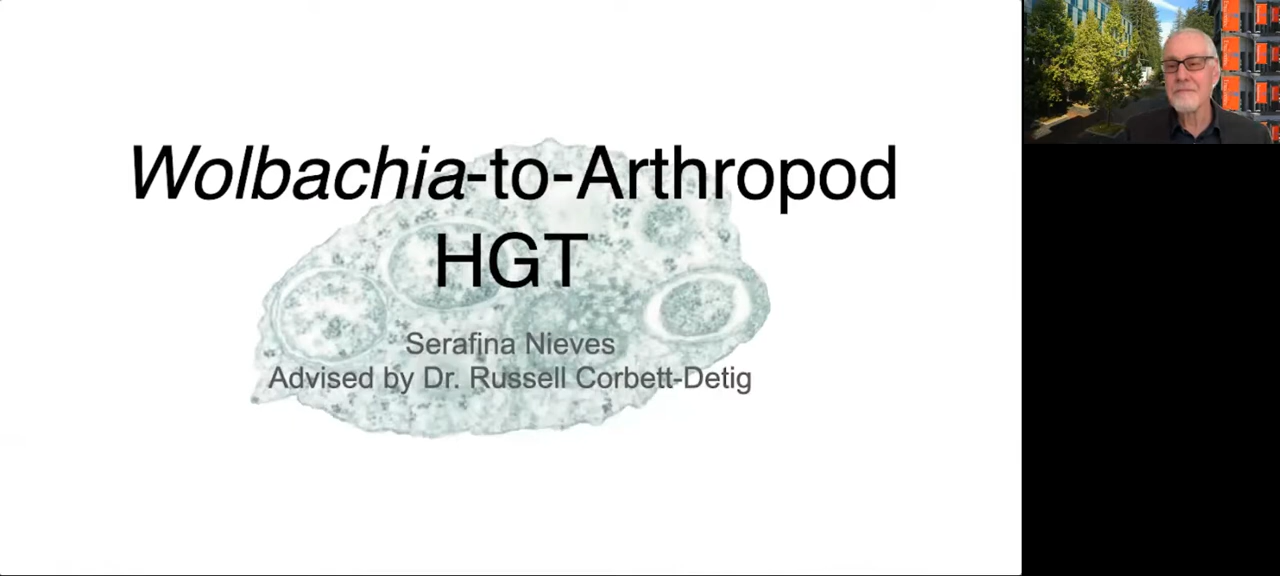 Wolbachia-to-Arthropod
HGT
Serafina Nieves
Advised by Dr. Russell Corbett-Detig